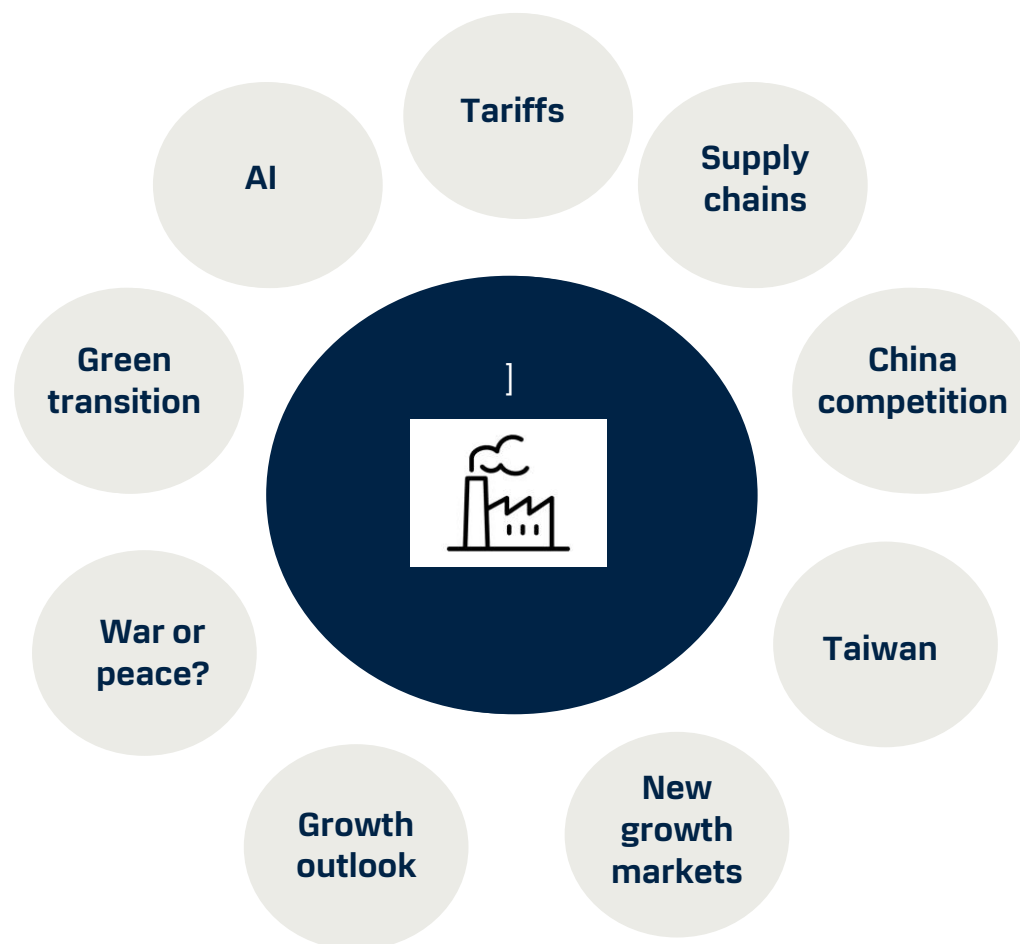 Tariffs
AI
Supply
chains
Green
transition
China
competition
]
War or
peace?
Taiwan
Growth
outlook
New
growth
markets